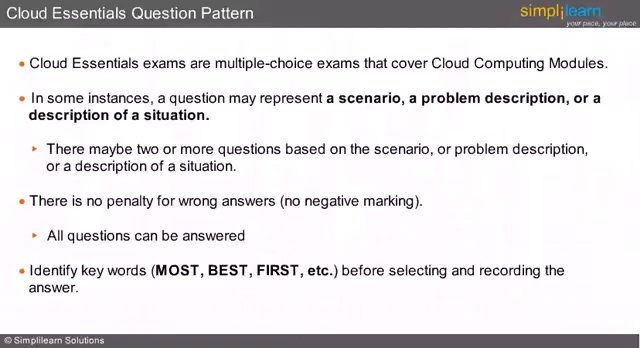 Cloud Essentials Question Pattern
simplilearn
your pace, your place
• Cloud Essentials exams are multiple-choice exams that cover Cloud Computing Modules.
• In some instances, a question may represent a scenario, a problem description, or a
description of a situation.
▸ There maybe two or more questions based on the scenario, or problem description,
or a description of a situation.
• There is no penalty for wrong answers (no negative marking).
▸ All questions can be answered
• Identify key words (MOST, BEST, FIRST, etc.) before selecting and recording the
answer.
© Simplilearn Solutions